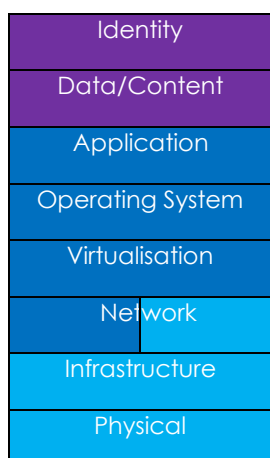 Identity
Data/Content
Application
Operating System
Virtualisation
Network
Infrastructure
Physical